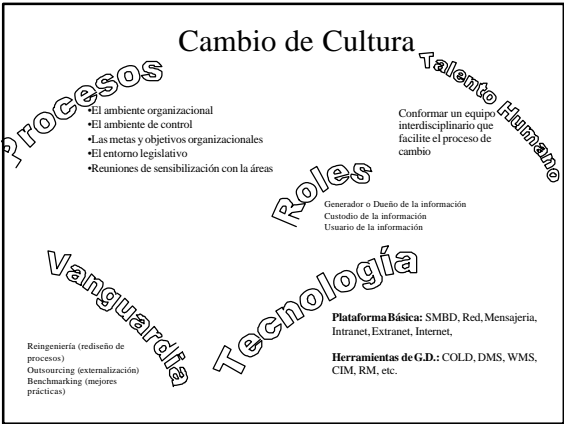 Cambio de Cultura
Procesos
•El ambiente organizacional
•El ambiente de control
•Las metas y objetivos organizacionales
•El entorno legislativo
•Reuniones de sensibilización con la áreas
Talento Humano
Conformar un equipo
interdisciplinario que
facilite el proceso de
cambio
Roles
Generador o Dueño de la información
Custodio de la información
Usuario de la información
Vanguardia
Reingeniería (rediseño de
procesos)
Outsourcing (externalización)
Benchmarking (mejores
prácticas)
Tecnología
Plataforma Básica: SMBD, Red, Mensajeria,
Intranet, Extranet, Internet,
Herramientas de G.D.: COLD, DMS, WMS,
CIM, RM, etc.